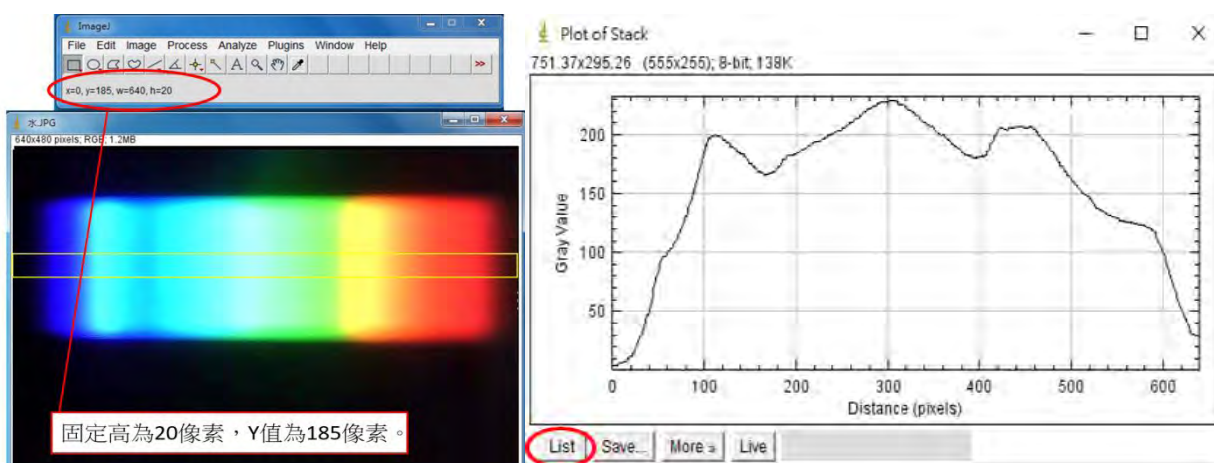 ImageJ
File Edit Image Process Analyze Plugins Window Help
A
>>
x=0, y=185, w=640, h=20
水.JPG
640x480 pixels; RGB; 1.2MB
固定高為20像素，Y值為185像素。
Plot of Stack
751.37x295.26 (555x255); 8-bit; 138K
200
150
100
50
Gray Value
0 100 200 300 400 500 600
Distance (pixels)
List Save... More » Live